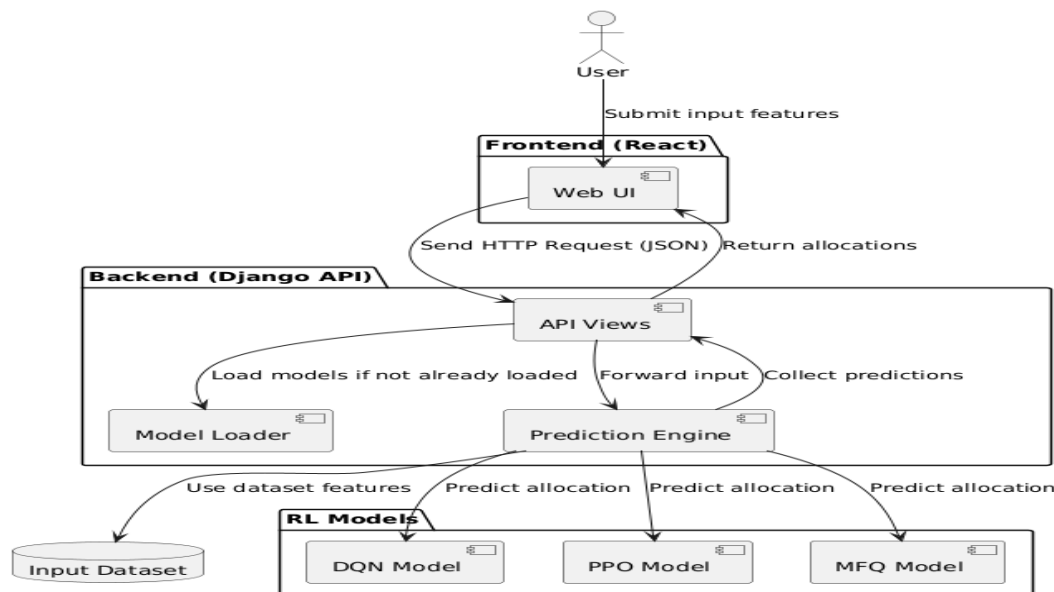 User
Submit input features
Frontend (React)
Web UI
Send HTTP Request (JSON)
Return allocations
Backend (Django API)
API Views
Load models if not already loaded
Forward input
Collect predictions
Model Loader
Prediction Engine
Use dataset features
Predict allocation
Predict allocation
Predict allocation
RL Models
Input Dataset
DQN Model
PPO Model
MFQ Model